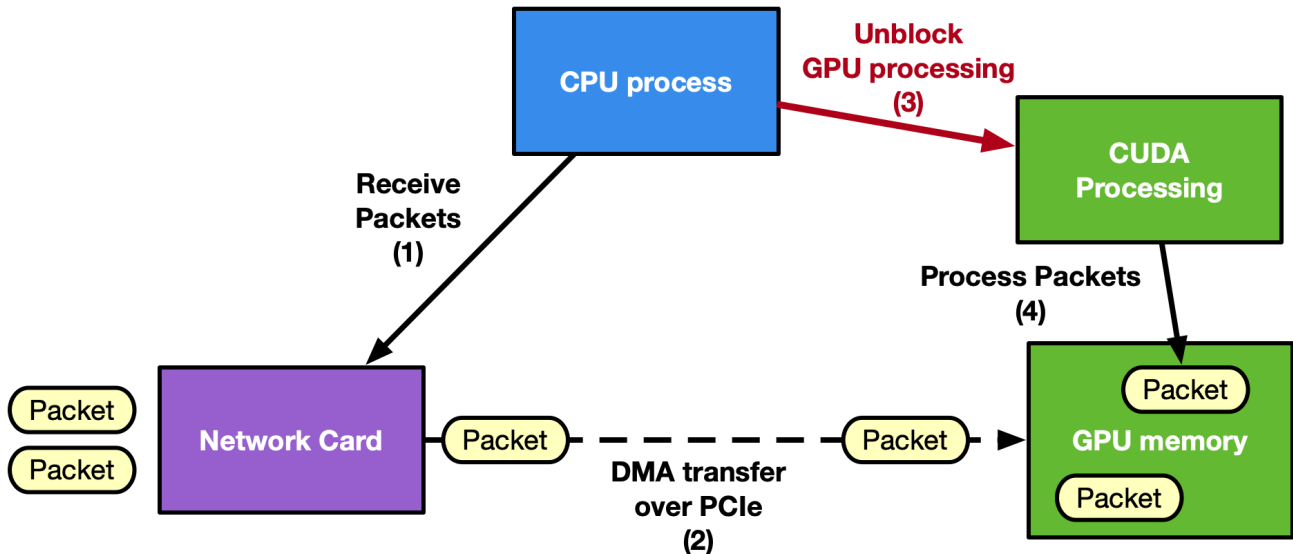 CPU process
Unblock
GPU processing
(3)
CUDA
Processing
Receive
Packets
(1)
Process Packets
(4)
Packet
Packet
Network Card
Packet
Packet
DMA transfer
over PCIe
(2)
Packet
GPU memory
Packet